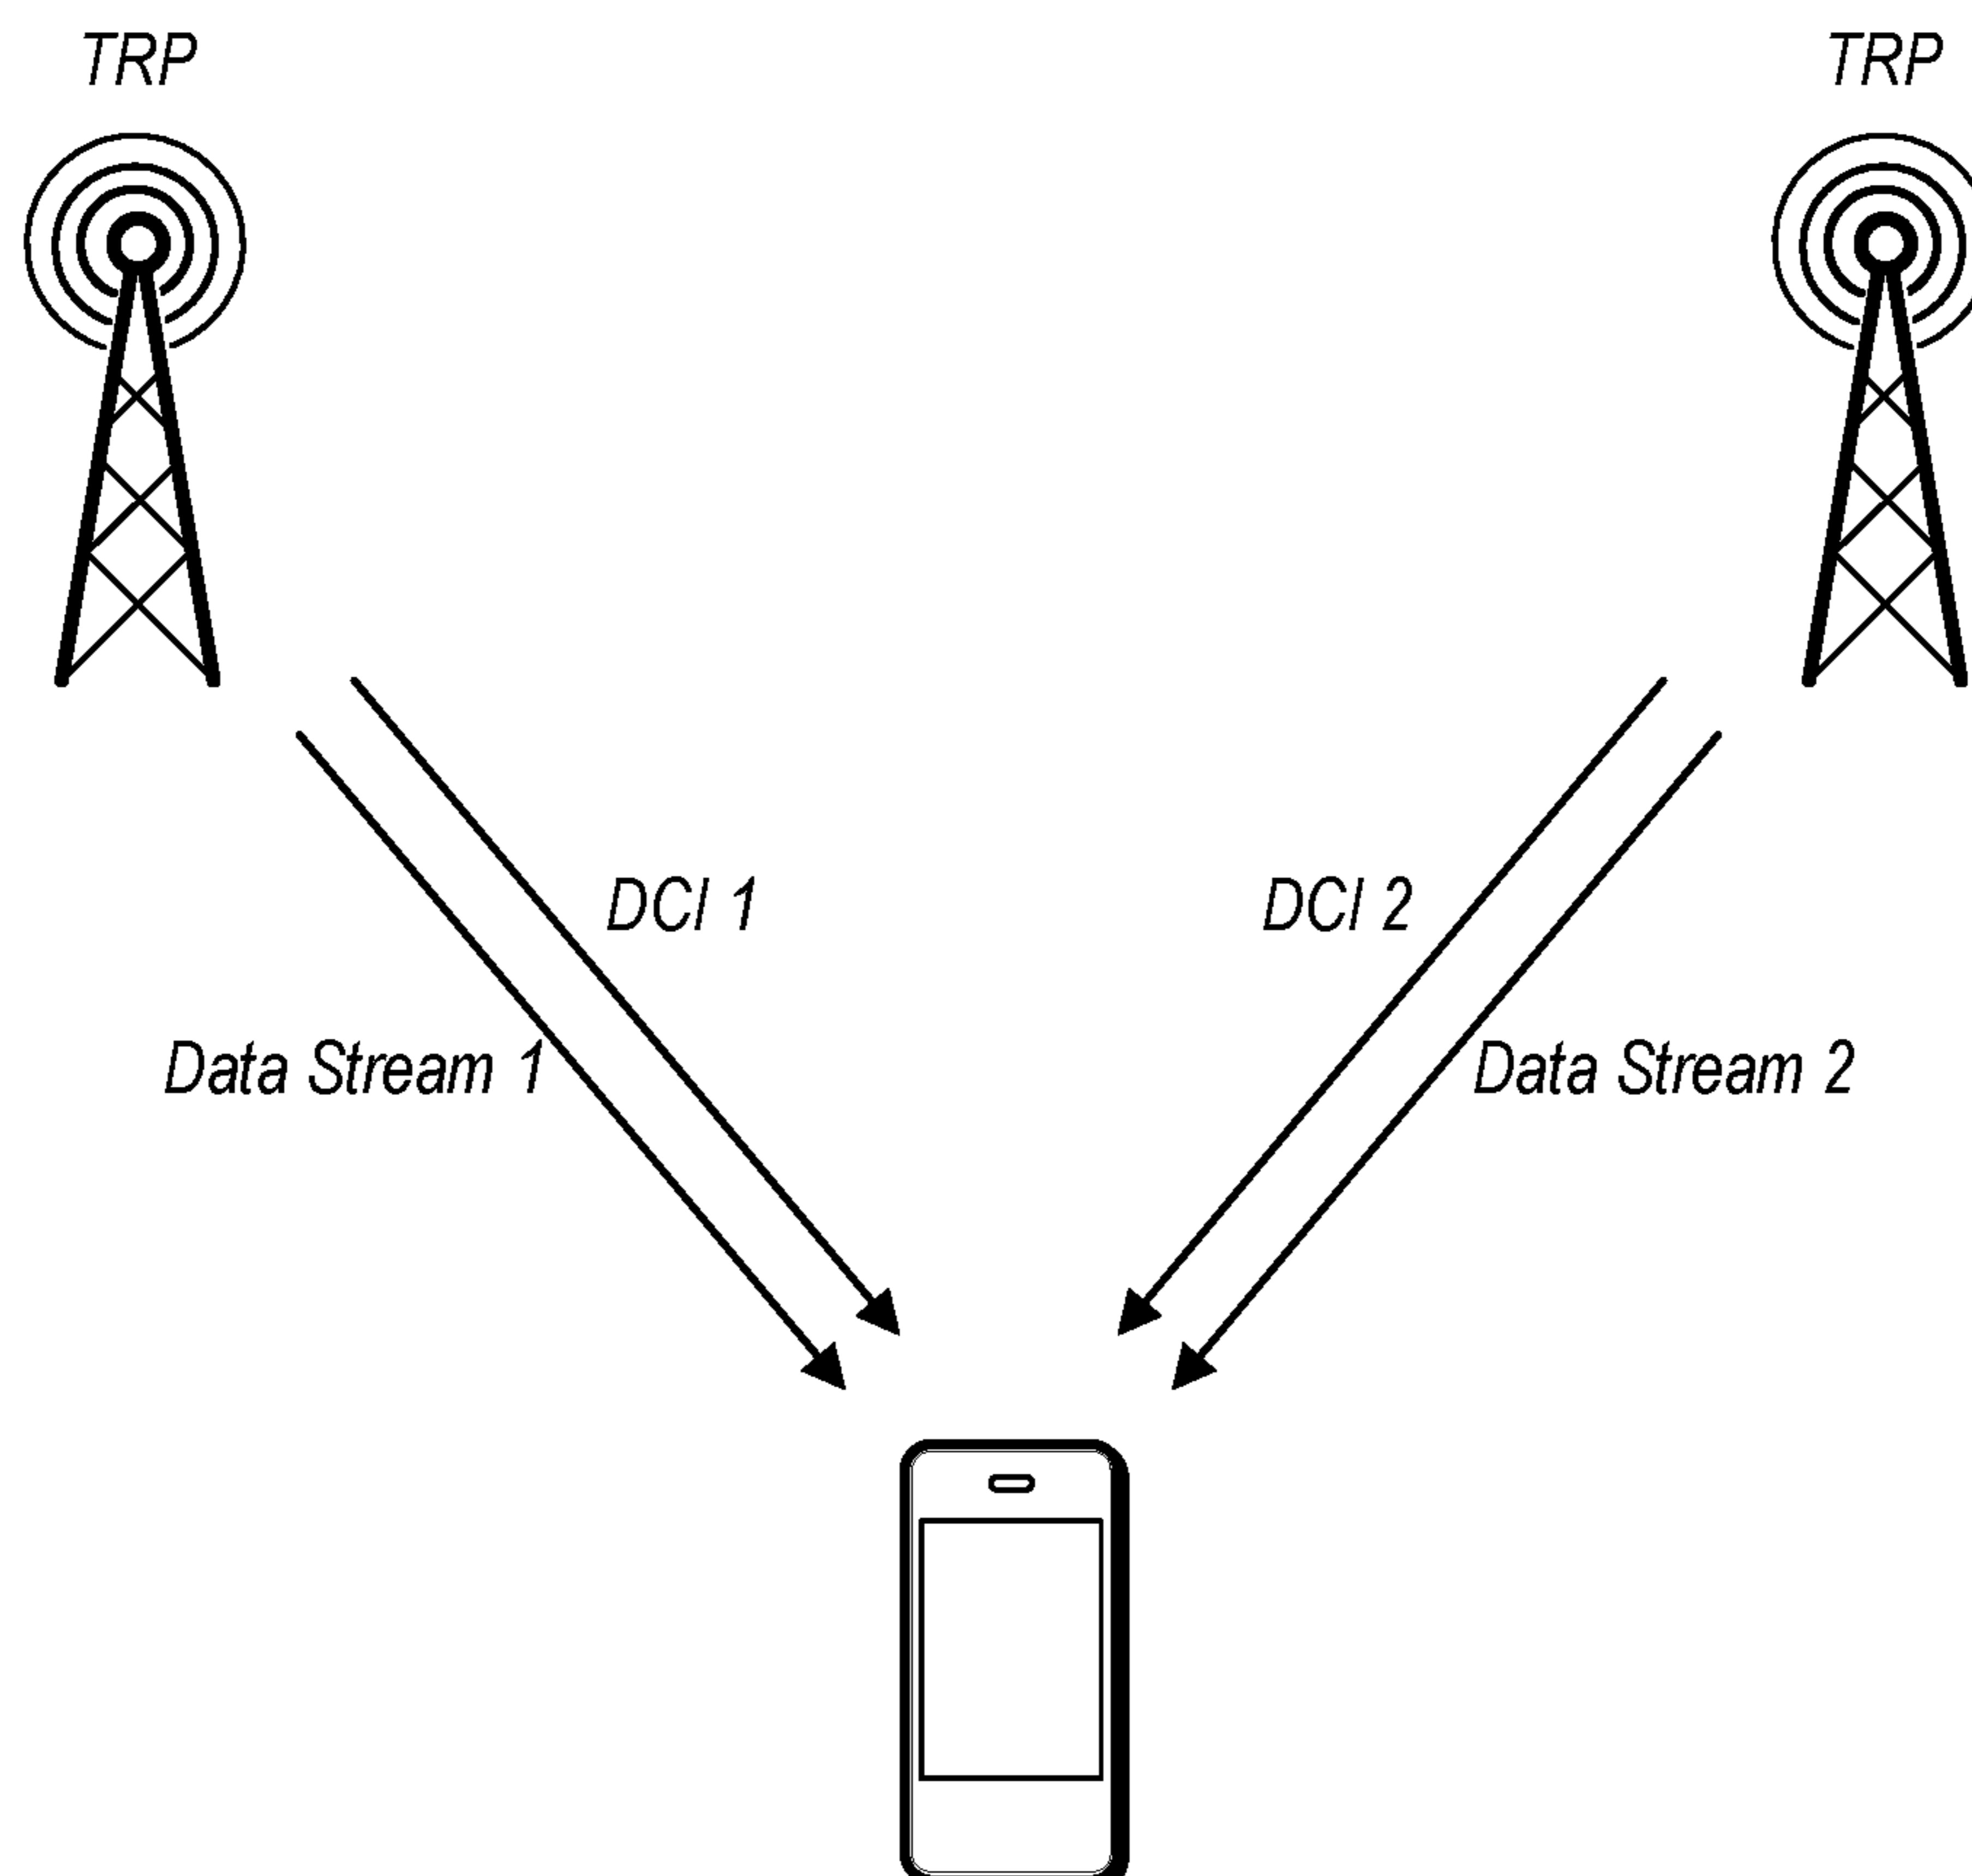 TRP
TRP
DCI 1
DCI 2
Data Stream 1
Data Stream 2